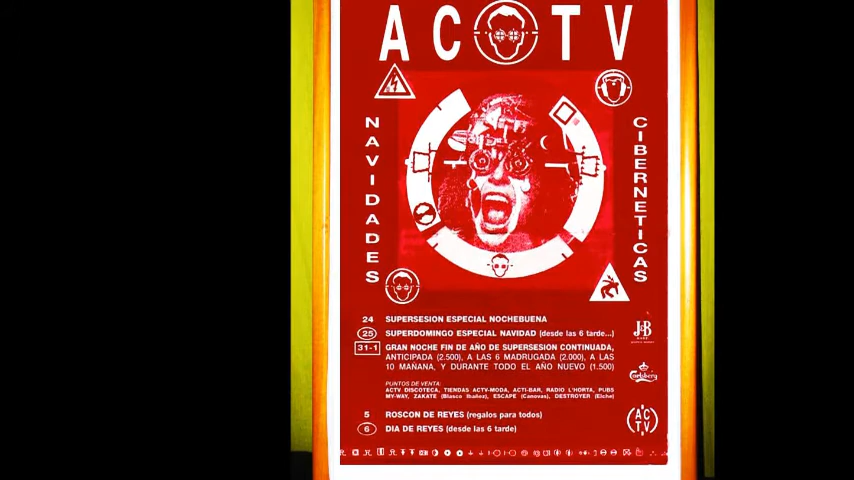 AC TV
NAVIDADES
CIBERNETICAS
24 SUPERSESION ESPECIAL NOCHEBUENA
25 SUPERDOMINGO ESPECIAL NAVIDAD (desde las 6 tarde...)
31-1 GRAN NOCHE FIN DE AÑO DE SUPERSESION CONTINUADA,
ANTICIPADA (2.500), A LAS 6 MADRUGADA (2.000), A LAS
10 MAÑANA, Y DURANTE TODO EL AÑO NUEVO (1.500)
PUNTOS DE VENTA:
ACTV DISCOTECA, TIENDAS ACTV-MODA, ACTI-BAR, RADIO L'HORTA, PUBS
MY-WAY, ZAKATE (Blasco Ibañez), ESCAPE (Canovas), DESTROYER (Elche)
5 ROSCON DE REYES (regalos para todos)
6 DIA DE REYES (desde las 6 tarde)
J&B
Carlsberg
AC
TV